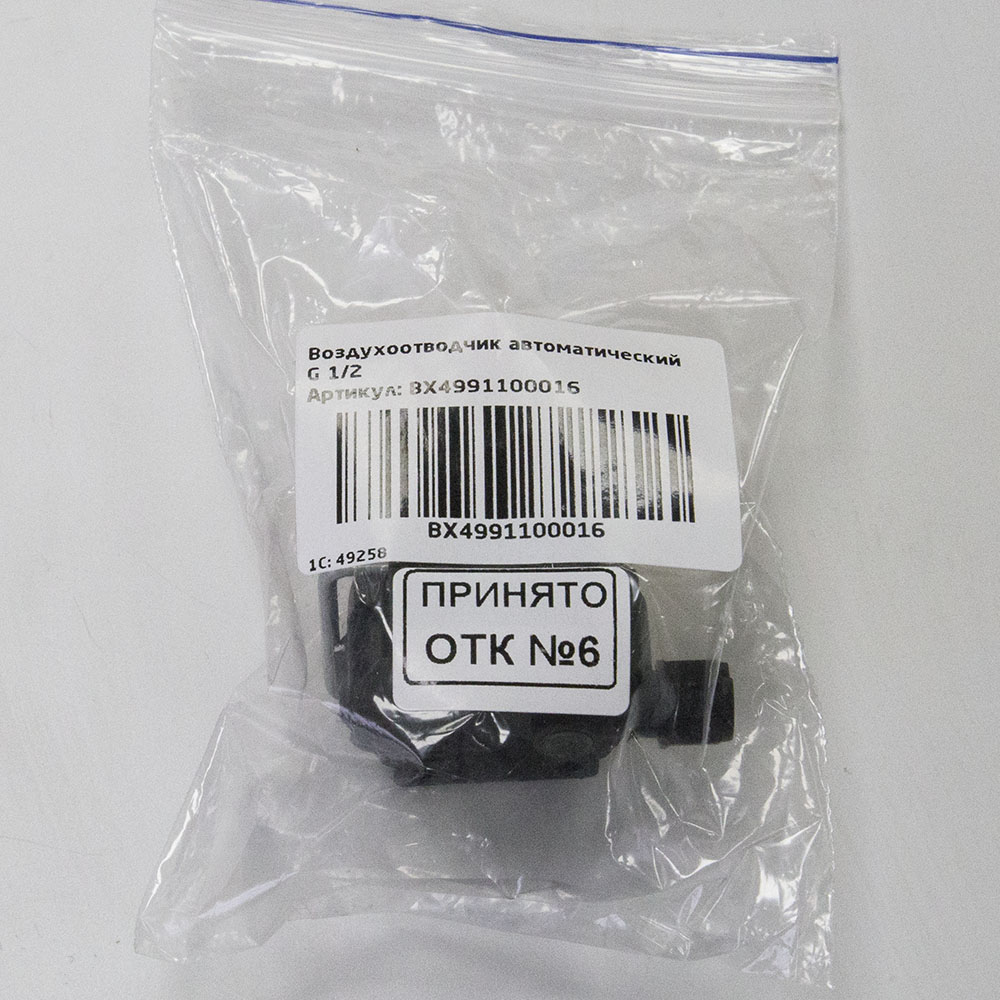 Воздухоотводчик автоматический
G 1/2
Артикул: BX4991100016
BX4991100016
1С: 49258
ПРИНЯТО
ОТК №6